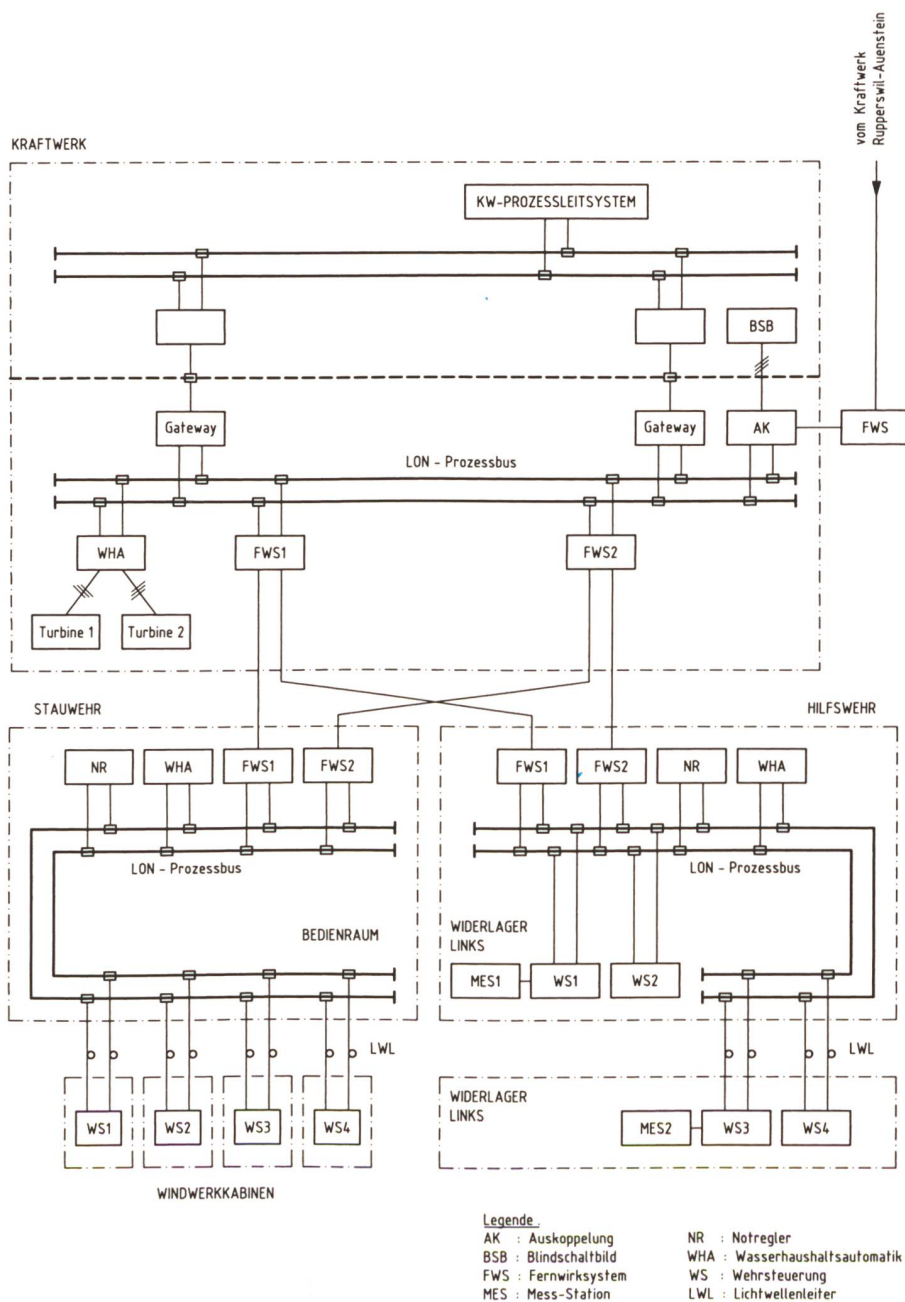 vom Kraftwerk
Rupperswil-Auenstein
KRAFTWERK
KW-PROZESSLEITSYSTEM
BSB
Gateway
Gateway
AK
FWS
LON - Prozessbus
WHA
FWS1
FWS2
Turbine 1
Turbine 2
STAUWEHR
HILFSWEHR
NR
WHA
FWS1
FWS2
FWS1
FWS2
NR
WHA
LON - Prozessbus
LON - Prozessbus
BEDIENRAUM
WIDERLAGER
LINKS
MES1
WS1
WS2
LWL
LWL
WIDERLAGER
LINKS
WS1
WS2
WS3
WS4
MES2
WS3
WS4
WINDWERKKABINEN
Legende :
AK : Auskoppelung
BSB : Blindschaltbild
FWS : Fernwirksystem
MES : Mess-Station
NR : Notregler
WHA : Wasserhaushaltsautomatik
WS : Wehrsteuerung
LWL : Lichtwellenleiter